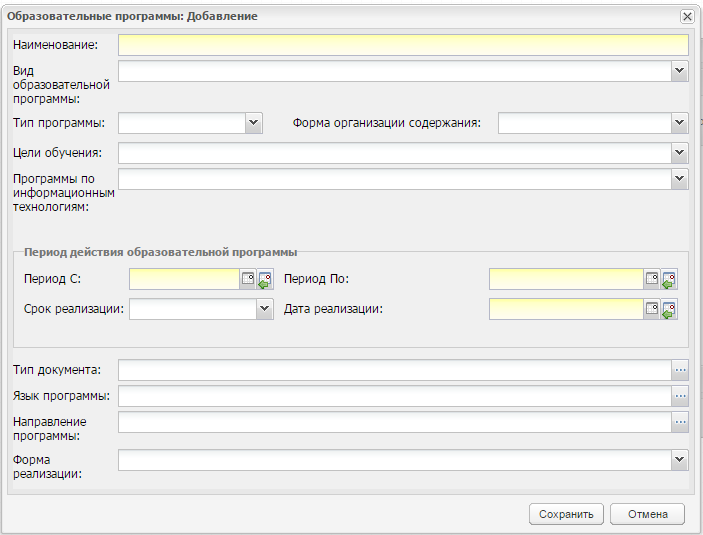 Образовательные программы: Добавление
Наименование:
Вид
образовательной
программы:
Тип программы:
Форма организации содержания:
Цели обучения:
Программы по
информационным
технологиям:
Период действия образовательной программы
Период С:
Период По:
Срок реализации:
Дата реализации:
Тип документа:
Язык программы:
Направление
программы:
Форма
реализации:
Сохранить
Отмена